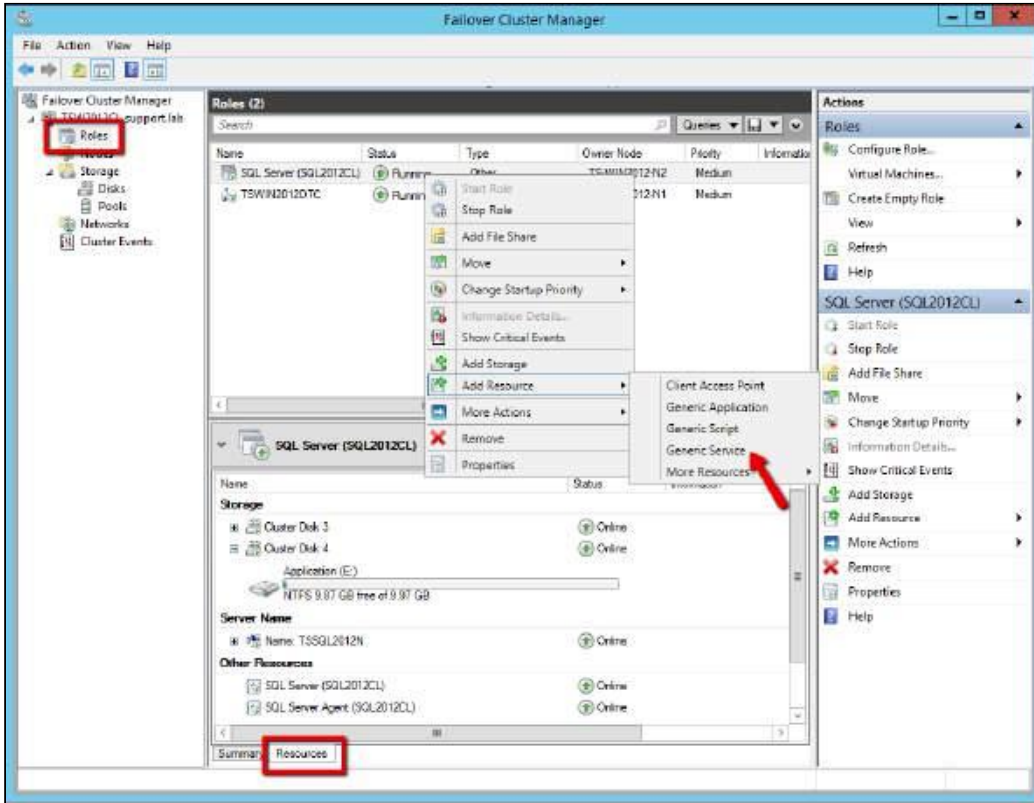 Failover Cluster Manager
File Action View Help
Failover Cluster Manager
support.lab
Roles
Nodes
Storage
Disks
Pools
Networks
Cluster Events
Roles (2)
Search
Queries
Name Status Type Owner Node Priority
SQL Server (SQL2012CL) Running Other TSWIN2012-N2 Medium
TSWIN2012DTC 2-N1 Medium
Start Role
Stop Role
Add File Share
Move
Change Startup Priority
Information Details...
Show Critical Events
Add Storage
Add Resource
More Actions
Remove
Properties
Client Access Point
Generic Application
Generic Script
Generic Service
More Resources
SQL Server (SQL2012CL)
Name Status Information
Storage
Cluster Disk 3 Online
Cluster Disk 4 Online
Application (E:)
NTFS 9.87 GB free of 9.97 GB
Server Name
Name: TSSQL2012N Online
Other Resources
SQL Server (SQL2012CL) Online
SQL Server Agent (SQL2012CL) Online
Summary Resources
Actions
Roles
Configure Role...
Virtual Machines...
Create Empty Role
View
Refresh
Help
SQL Server (SQL2012CL)
Start Role
Stop Role
Add File Share
Move
Change Startup Priority
Information Details...
Show Critical Events
Add Storage
Add Resource
More Actions
Remove
Properties
Help